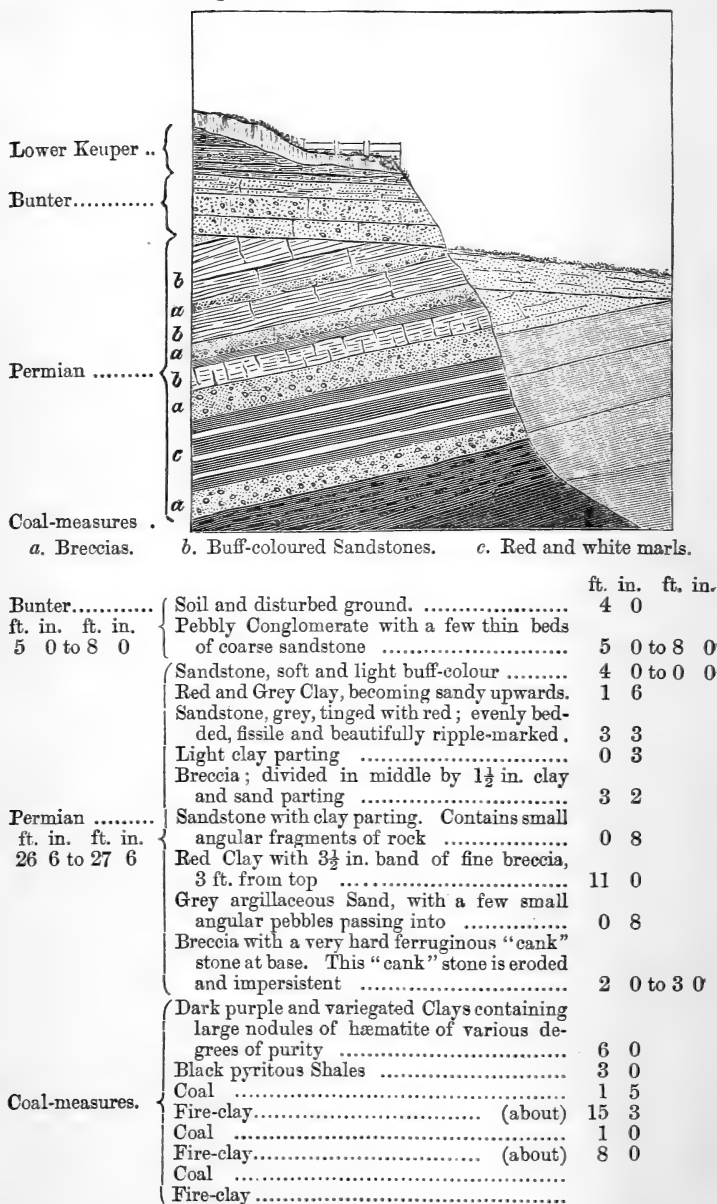 Lower Keuper ..
Bunter............
b
a
b
a
Permian .........
b
a
c
a
Coal-measures .
a. Breccias. b. Buff-coloured Sandstones. c. Red and white marls.
ft. in. ft. in.
Bunter............ Soil and disturbed ground. ..................... 4 0
ft. in. ft. in. Pebbly Conglomerate with a few thin beds
5 0 to 8 0 of coarse sandstone ........................... 5 0 to 8 0
Sandstone, soft and light buff-colour ......... 4 0 to 0 0
Red and Grey Clay, becoming sandy upwards. 1 6
Sandstone, grey, tinged with red; evenly bed-
ded, fissile and beautifully ripple-marked . 3 3
Light clay parting .............................. 0 3
Breccia; divided in middle by 1½ in. clay
and sand parting .............................. 3 2
Permian ......... Sandstone with clay parting. Contains small
ft. in. ft. in. angular fragments of rock .................. 0 8
26 6 to 27 6 Red Clay with 3½ in. band of fine breccia,
3 ft. from top ................................. 11 0
Grey argillaceous Sand, with a few small
angular pebbles passing into ............... 0 8
Breccia with a very hard ferruginous "cank"
stone at base. This "cank" stone is eroded
and impersistent .............................. 2 0 to 3 0
Dark purple and variegated Clays containing
large nodules of hæmatite of various de-
grees of purity ................................. 6 0
Black pyritous Shales ........................... 3 0
Coal-measures. Coal ................................................ 1 5
Fire-clay.............................. (about) 15 3
Coal ................................................ 1 0
Fire-clay.............................. (about) 8 0
Coal ................................................
Fire-clay .............................................